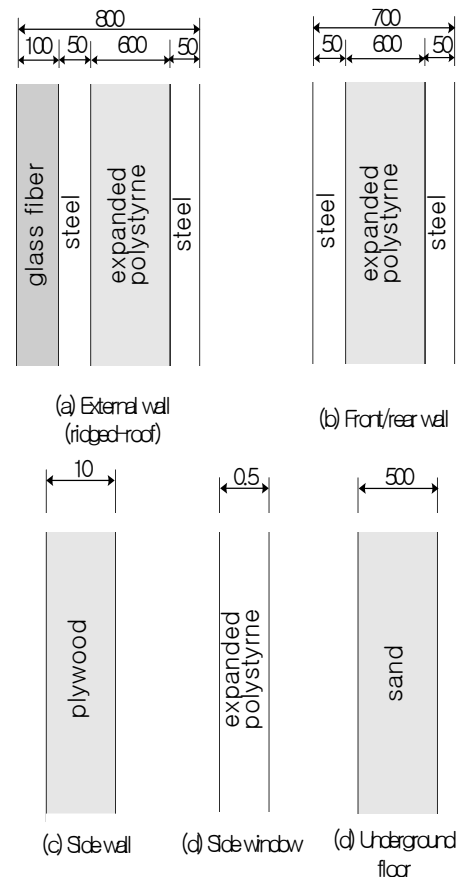 800
100 50 600 50
glass fiber
steel
expanded
polystyrne
steel
(a) External wall
(ridged-roof)
700
50 600 50
steel
expanded
polystyrne
steel
(b) Front/rear wall
10
plywood
(c) Side wall
0.5
expanded
polystyrne
(d) Side window
500
sand
(d) Underground
floor